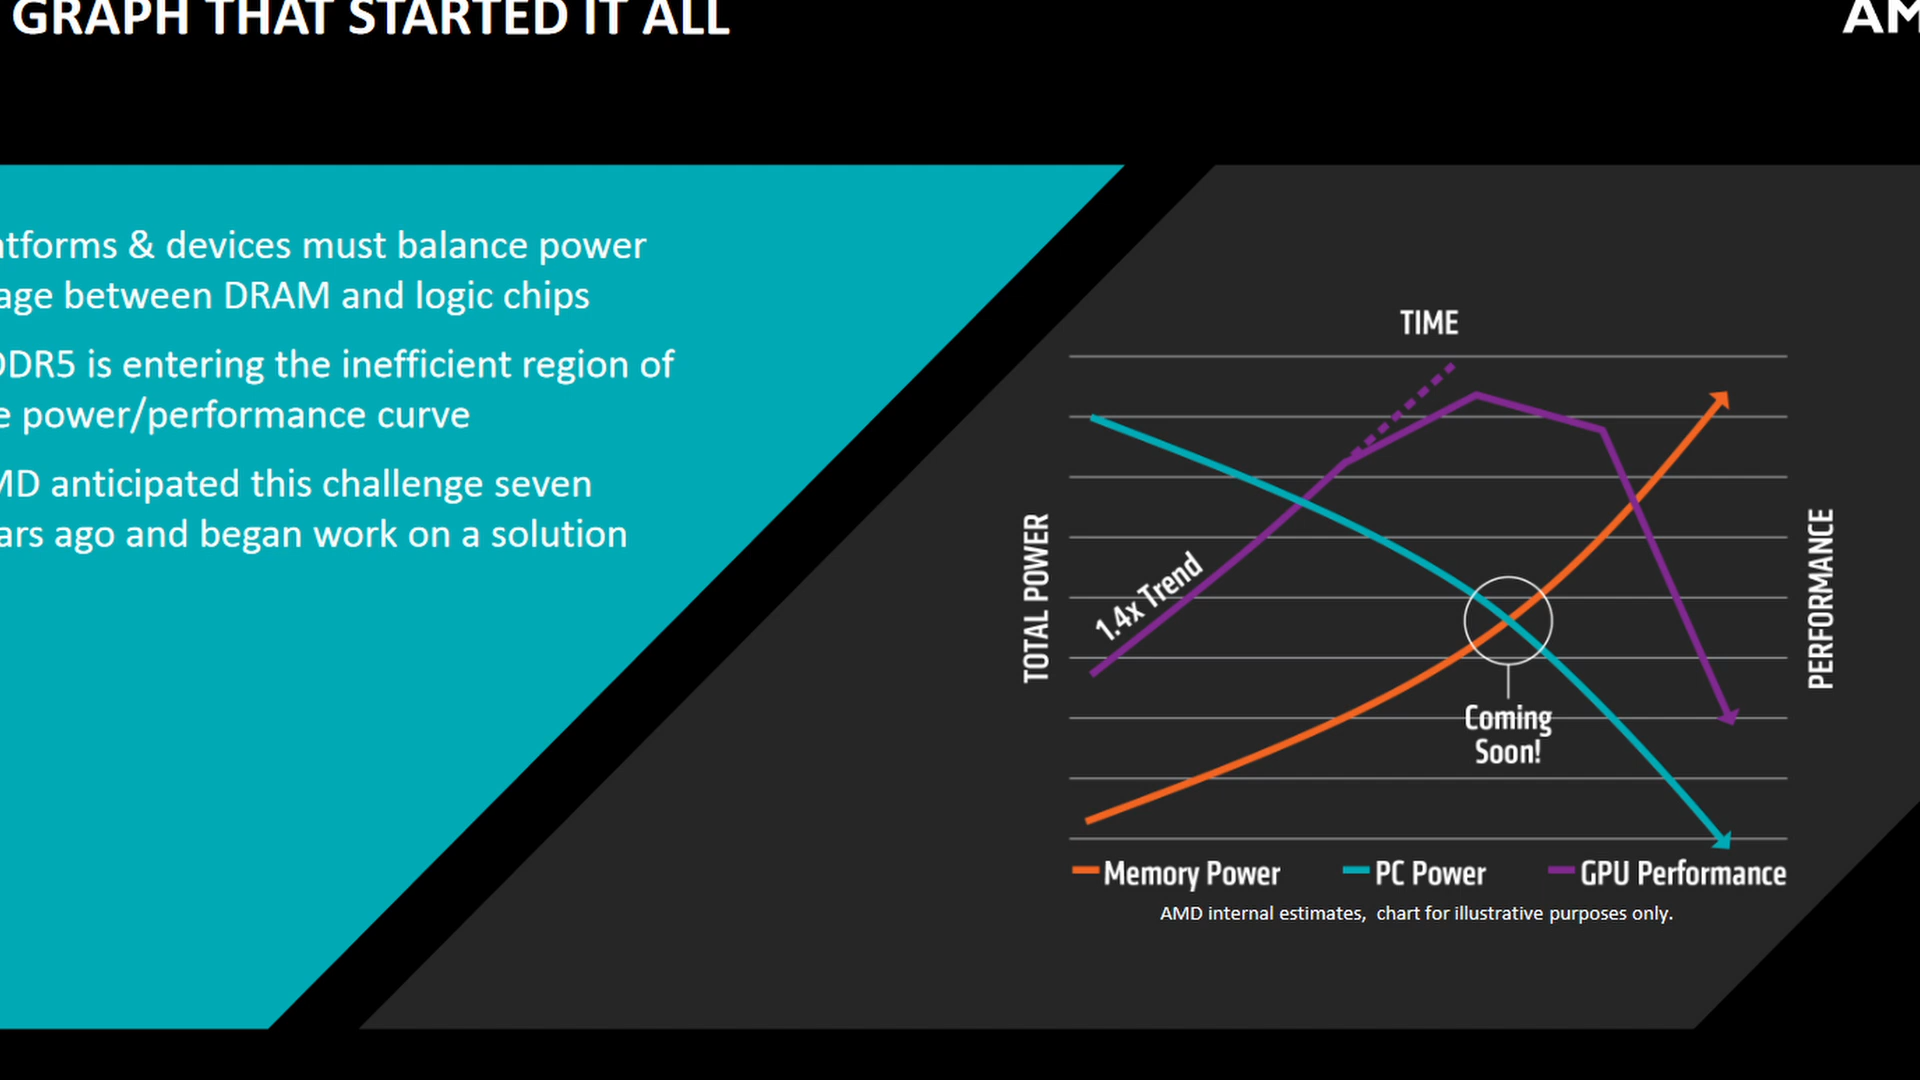 GRAPH THAT STARTED IT ALL
AM
tforms & devices must balance power
age between DRAM and logic chips
DDR5 is entering the inefficient region of
e power/performance curve
MD anticipated this challenge seven
ars ago and began work on a solution
TIME
TOTAL POWER
1.4x Trend
PERFORMANCE
Coming
Soon!
Memory Power PC Power GPU Performance
AMD internal estimates, chart for illustrative purposes only.